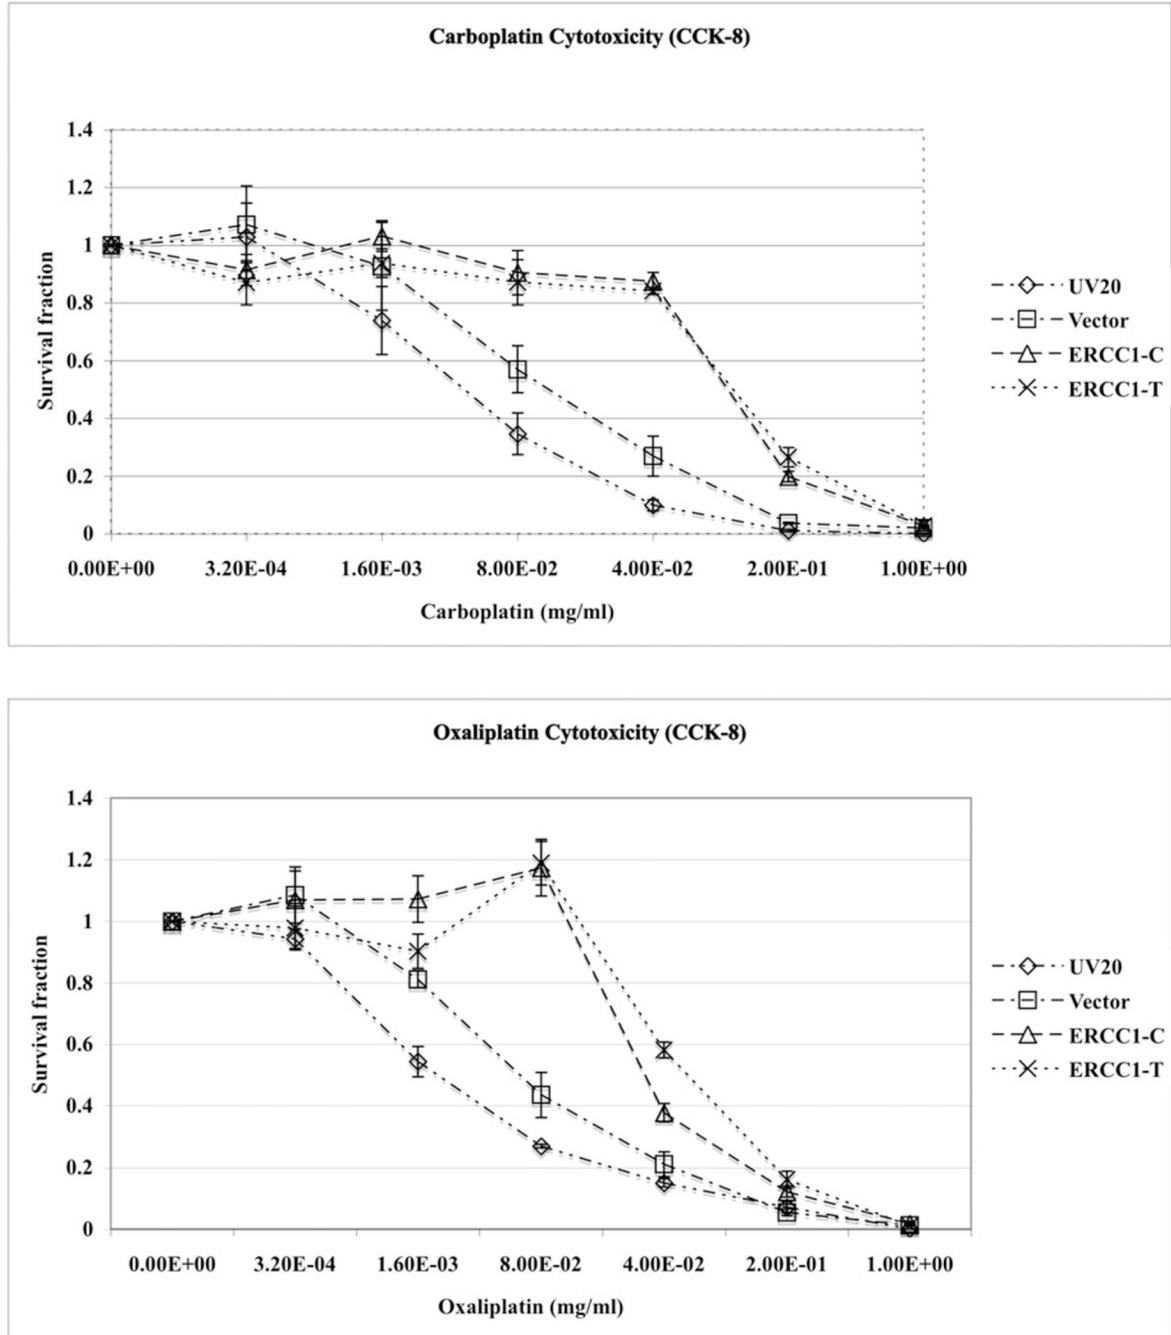 Carboplatin Cytotoxicity (CCK-8)
1.4
1.2
1
0.8
0.6
0.4
0.2
0
Survival fraction
0.00E+00 3.20E-04 1.60E-03 8.00E-02 4.00E-02 2.00E-01 1.00E+00
Carboplatin (mg/ml)
UV20
Vector
ERCC1-C
ERCC1-T
Oxaliplatin Cytotoxicity (CCK-8)
1.4
1.2
1
0.8
0.6
0.4
0.2
0
Survival fraction
0.00E+00 3.20E-04 1.60E-03 8.00E-02 4.00E-02 2.00E-01 1.00E+00
Oxaliplatin (mg/ml)
UV20
Vector
ERCC1-C
ERCC1-T